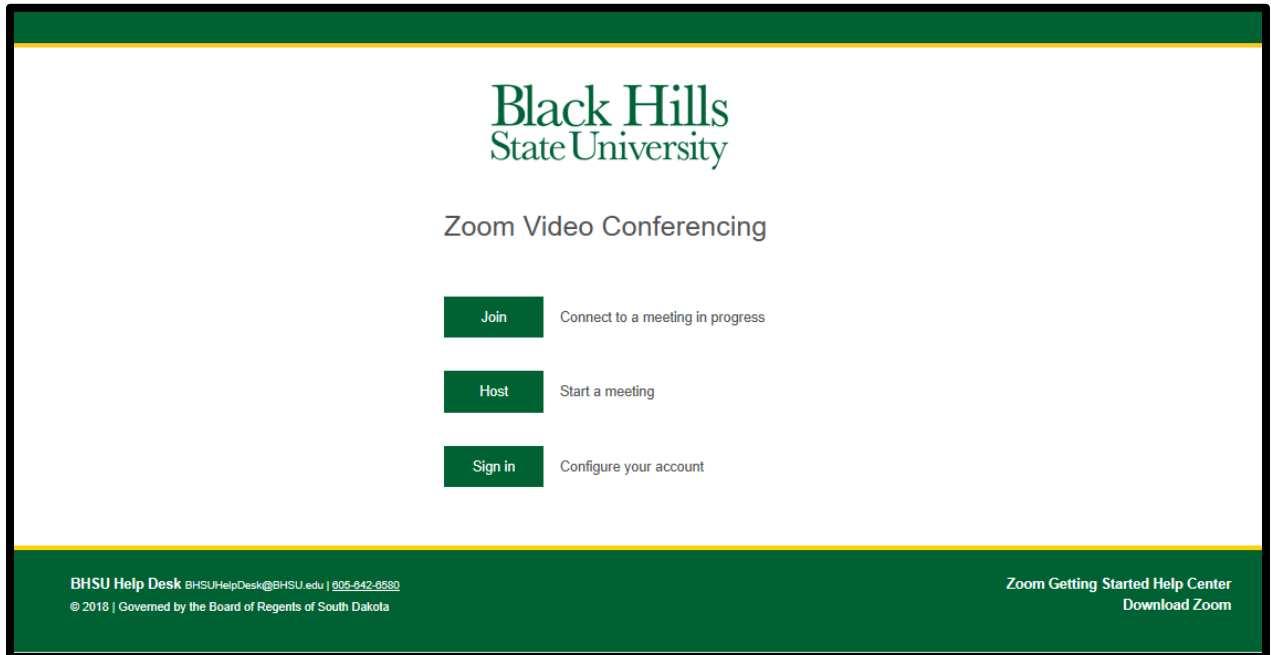 Black Hills
State University
Zoom Video Conferencing
Join Connect to a meeting in progress
Host Start a meeting
Sign in Configure your account
BHSU Help Desk BHSUHelpDesk@BHSU.edu | 605-642-6580
© 2018 | Governed by the Board of Regents of South Dakota
Zoom Getting Started Help Center
Download Zoom